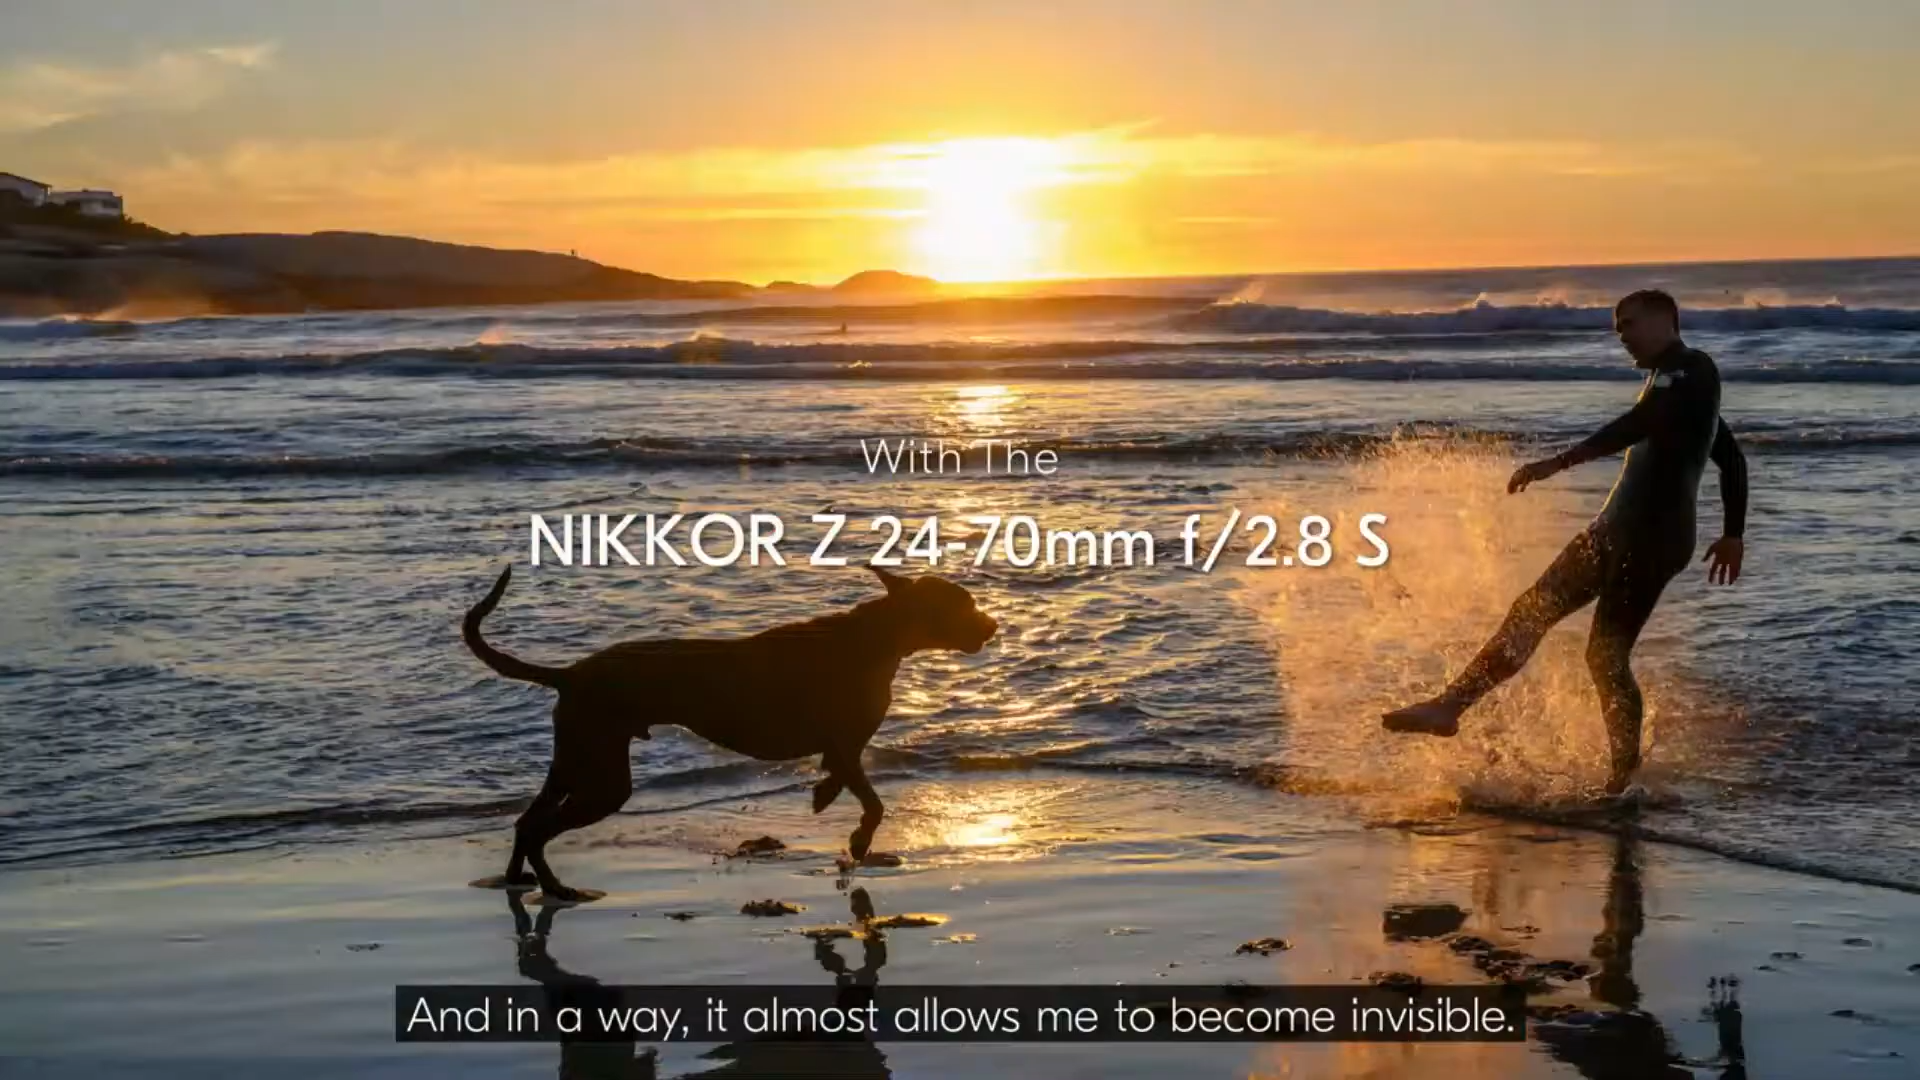 With The
NIKKOR Z 24-70mm f/2.8 S
And in a way, it almost allows me to become invisible.